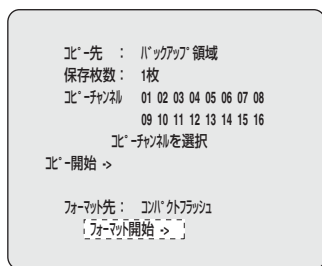 ｺﾋﾟｰ先 ： ﾊﾞｯｸｱｯﾌﾟ領域
保存枚数： 1枚
ｺﾋﾟｰﾁｬﾝﾈﾙ 01 02 03 04 05 06 07 08
09 10 11 12 13 14 15 16
ｺﾋﾟｰﾁｬﾝﾈﾙを選択
ｺﾋﾟｰ開始 ->
ﾌｫｰﾏｯﾄ先： ｺﾝﾊﾟｸﾄﾌﾗｯｼｭ
ﾌｫｰﾏｯﾄ開始 ->